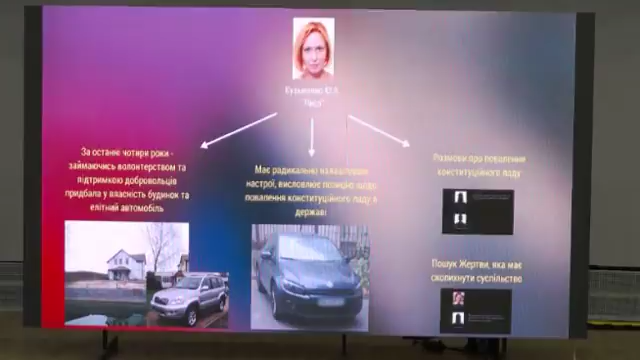 Кузьменко Ю.В.
"Лиса"
За останні чотири роки -
займаючись волонтерством та
підтримкою добровольців
придбала у власність будинок та
елітний автомобіль
Має радикально налаштовані
настрої, висловлює позицію щодо
повалення конституційного ладу в
державі
Розмови про повалення
конституційного ладу
Пошук Жертви, яка має
сколихнути суспільство